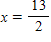 x = 13/2